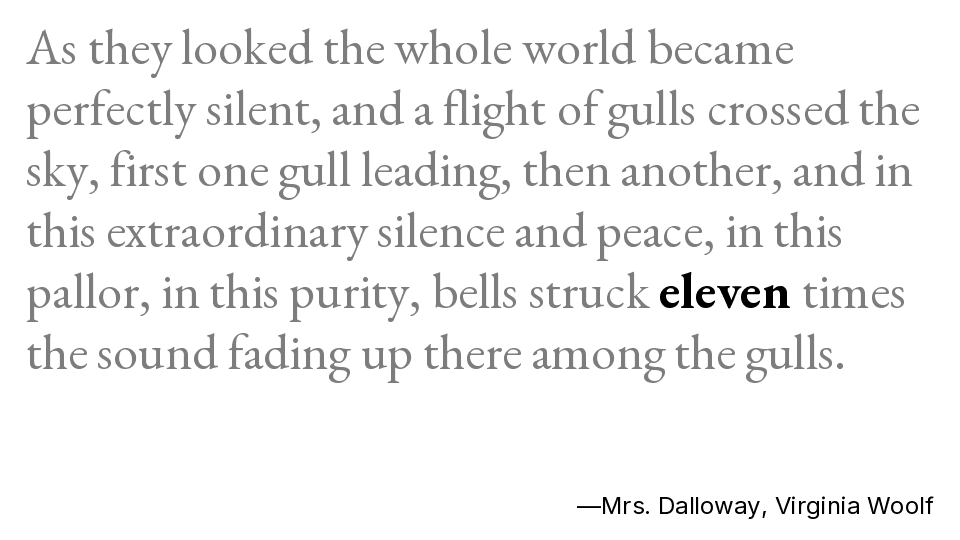 As they looked the whole world became
perfectly silent, and a flight of gulls crossed the
sky, first one gull leading, then another, and in
this extraordinary silence and peace, in this
pallor, in this purity, bells struck eleven times
the sound fading up there among the gulls.
—Mrs. Dalloway, Virginia Woolf